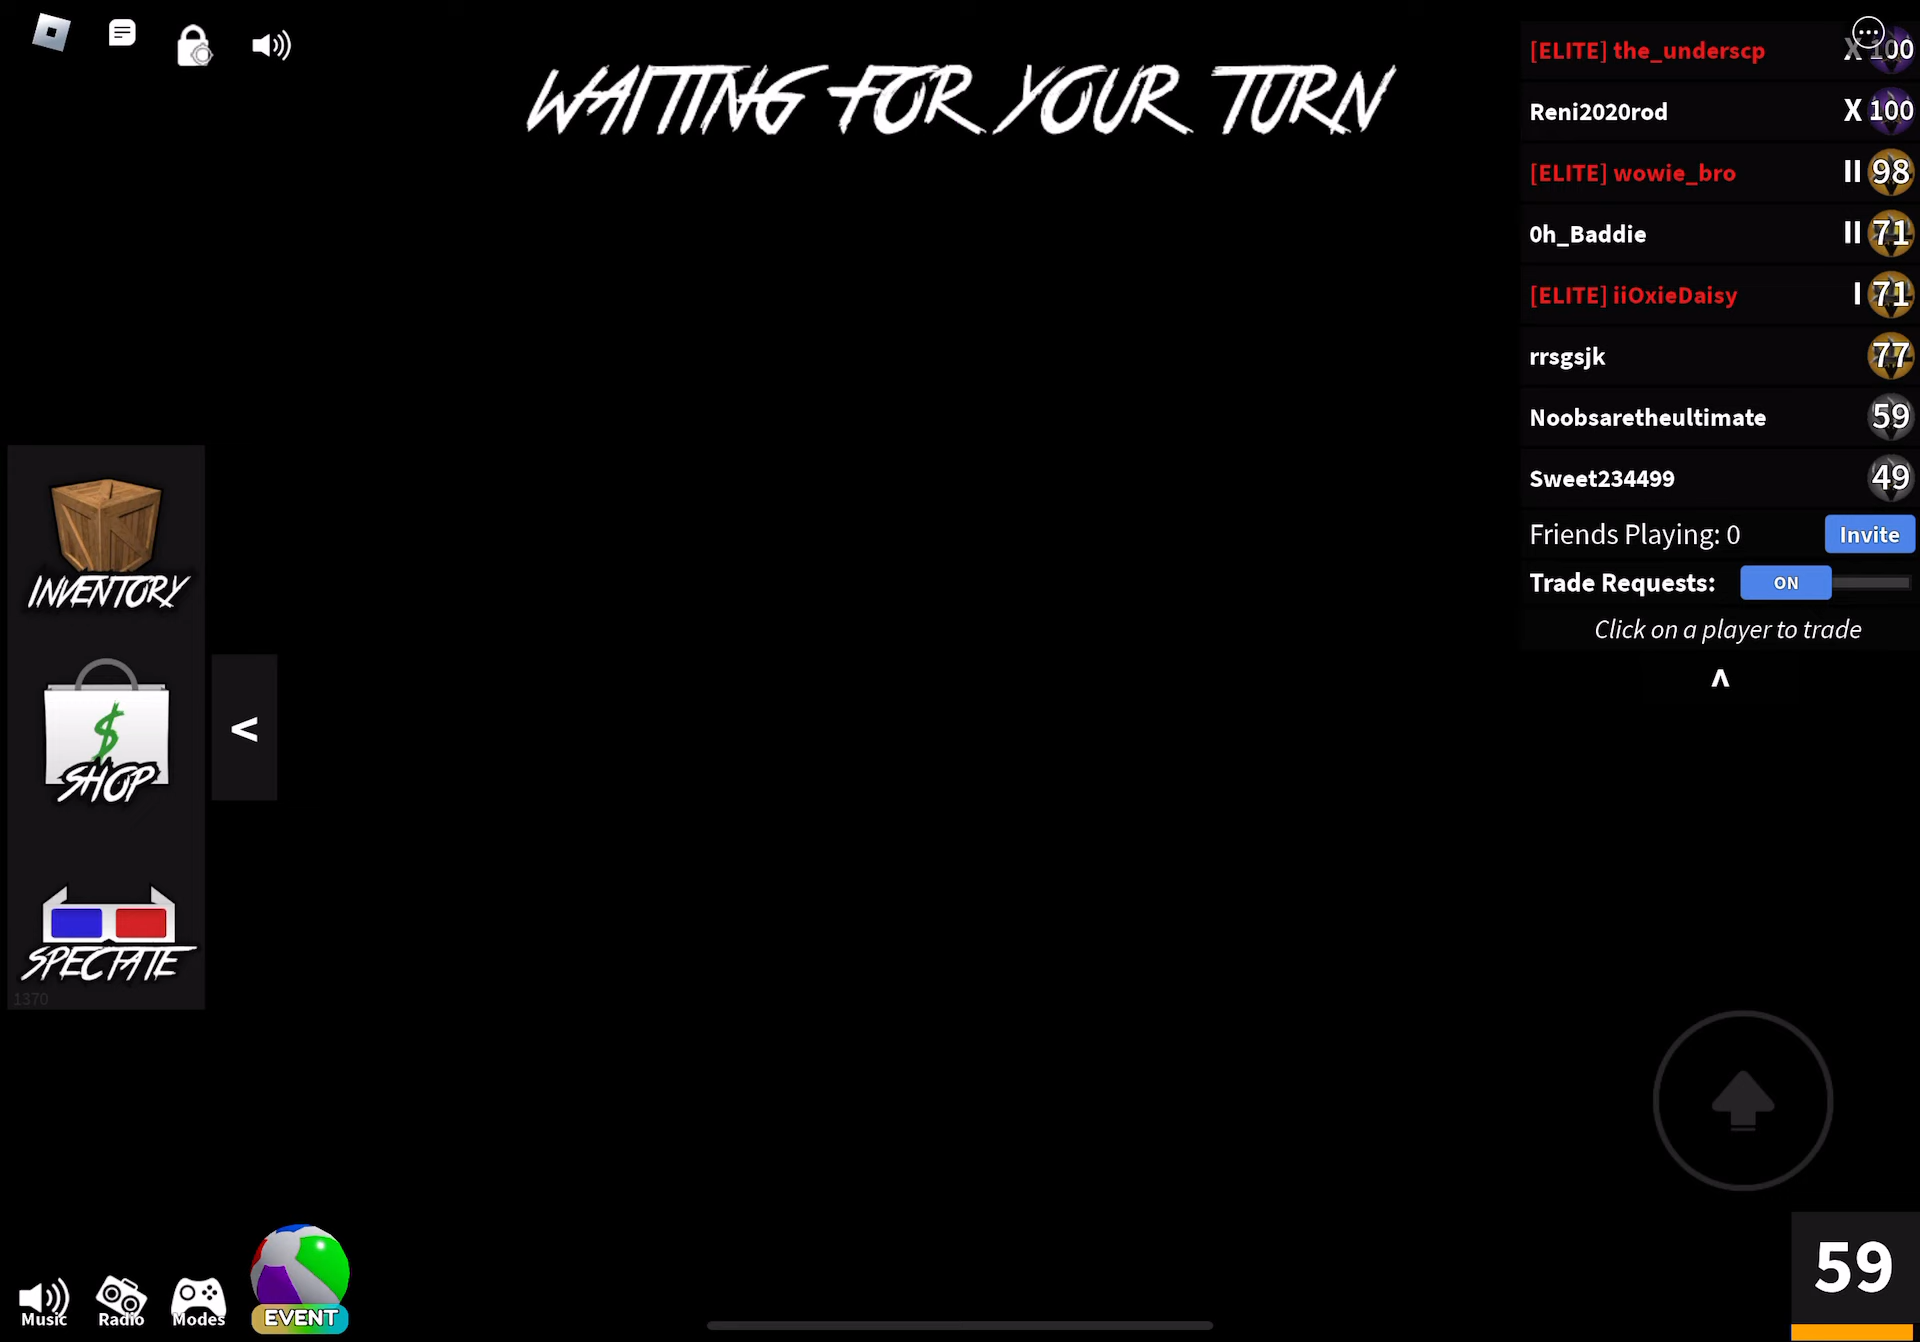 WAITING FOR YOUR TURN
[ELITE] the_underscp X 100
Reni2020rod X 100
[ELITE] wowie_bro II 98
0h_Baddie II 71
[ELITE] iiOxieDaisy I 71
rrsgsjk 77
Noobsaretheultimate 59
Sweet234499 49
Friends Playing: 0 Invite
Trade Requests: ON
Click on a player to trade
<
INVENTORY
$
SHOP
SPECTATE
1370
Music Radio Modes EVENT
59